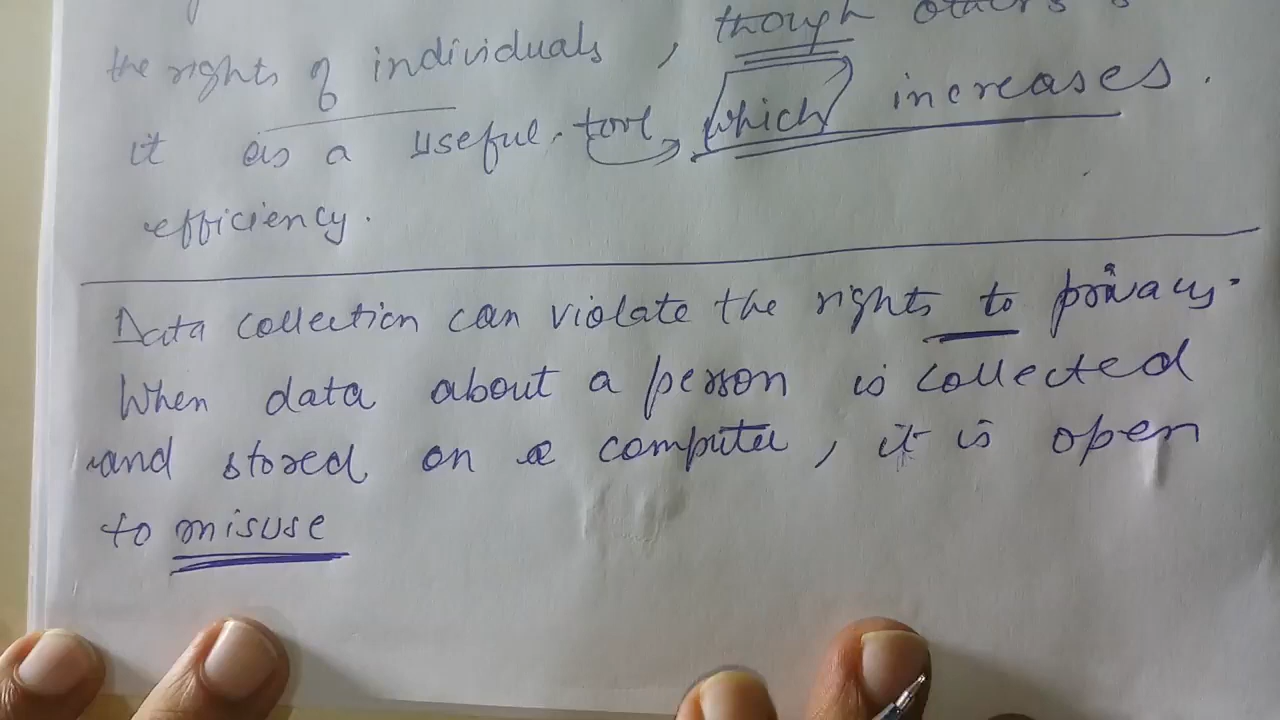 the rights of individuals, though others
it is a useful tool, which increases.
efficiency.
Data collection can violate the rights to privacy.
When data about a person is collected
and stored on a computer, it is open
to misuse